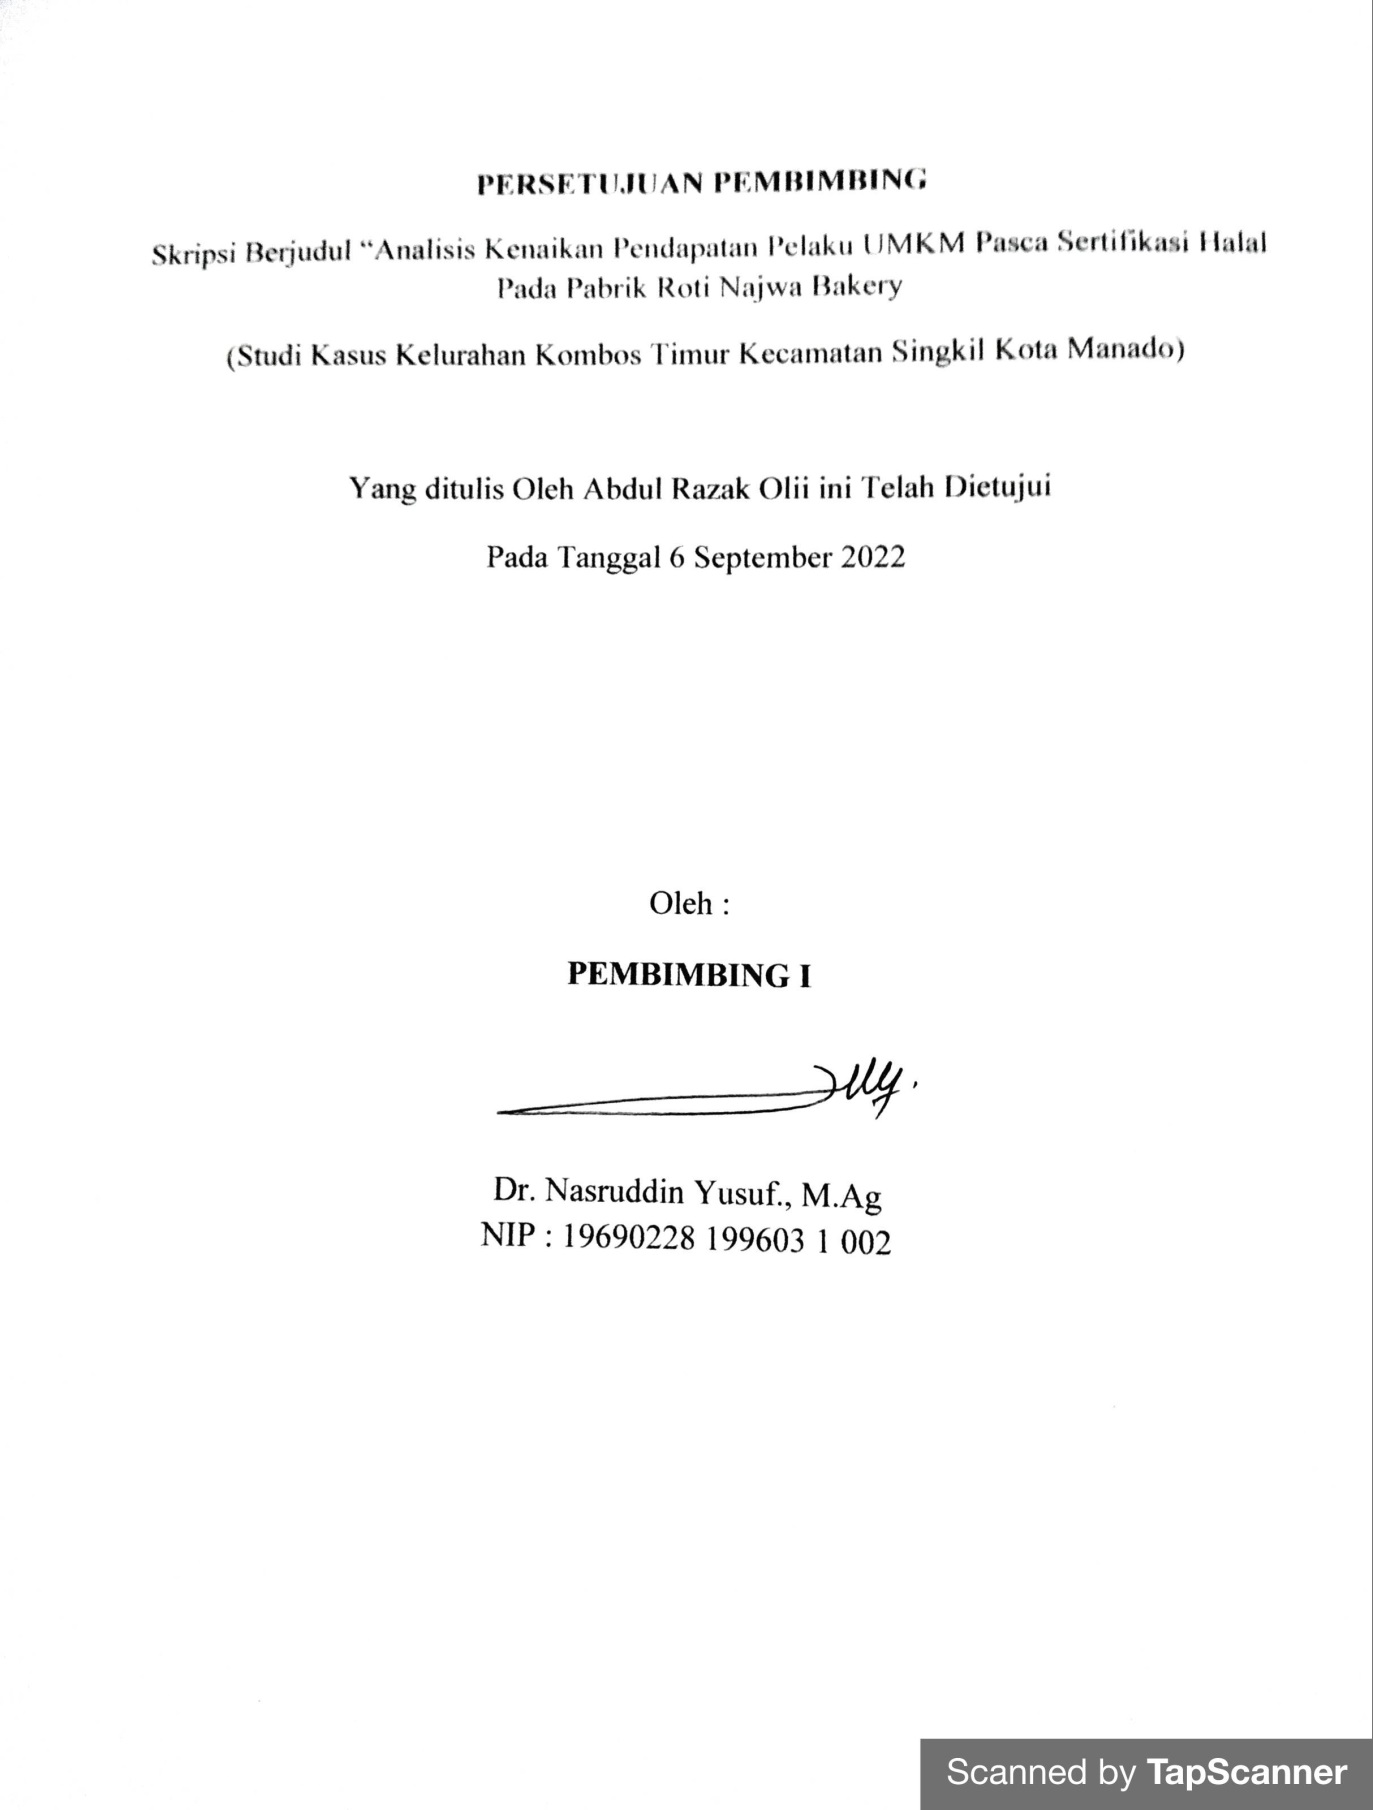 PERSETUJUAN PEMBIMBING
Skripsi Berjudul “Analisis Kenaikan Pendapatan Pelaku UMKM Pasca Sertifikasi Halal
Pada Pabrik Roti Najwa Bakery
(Studi Kasus Kelurahan Kombos Timur Kecamatan Singkil Kota Manado)
Yang ditulis Oleh Abdul Razak Olii ini Telah Dietujui
Pada Tanggal 6 September 2022
Oleh :
PEMBIMBING I
Dr. Nasruddin Yusuf., M.Ag
NIP : 19690228 199603 1 002
Scanned by TapScanner